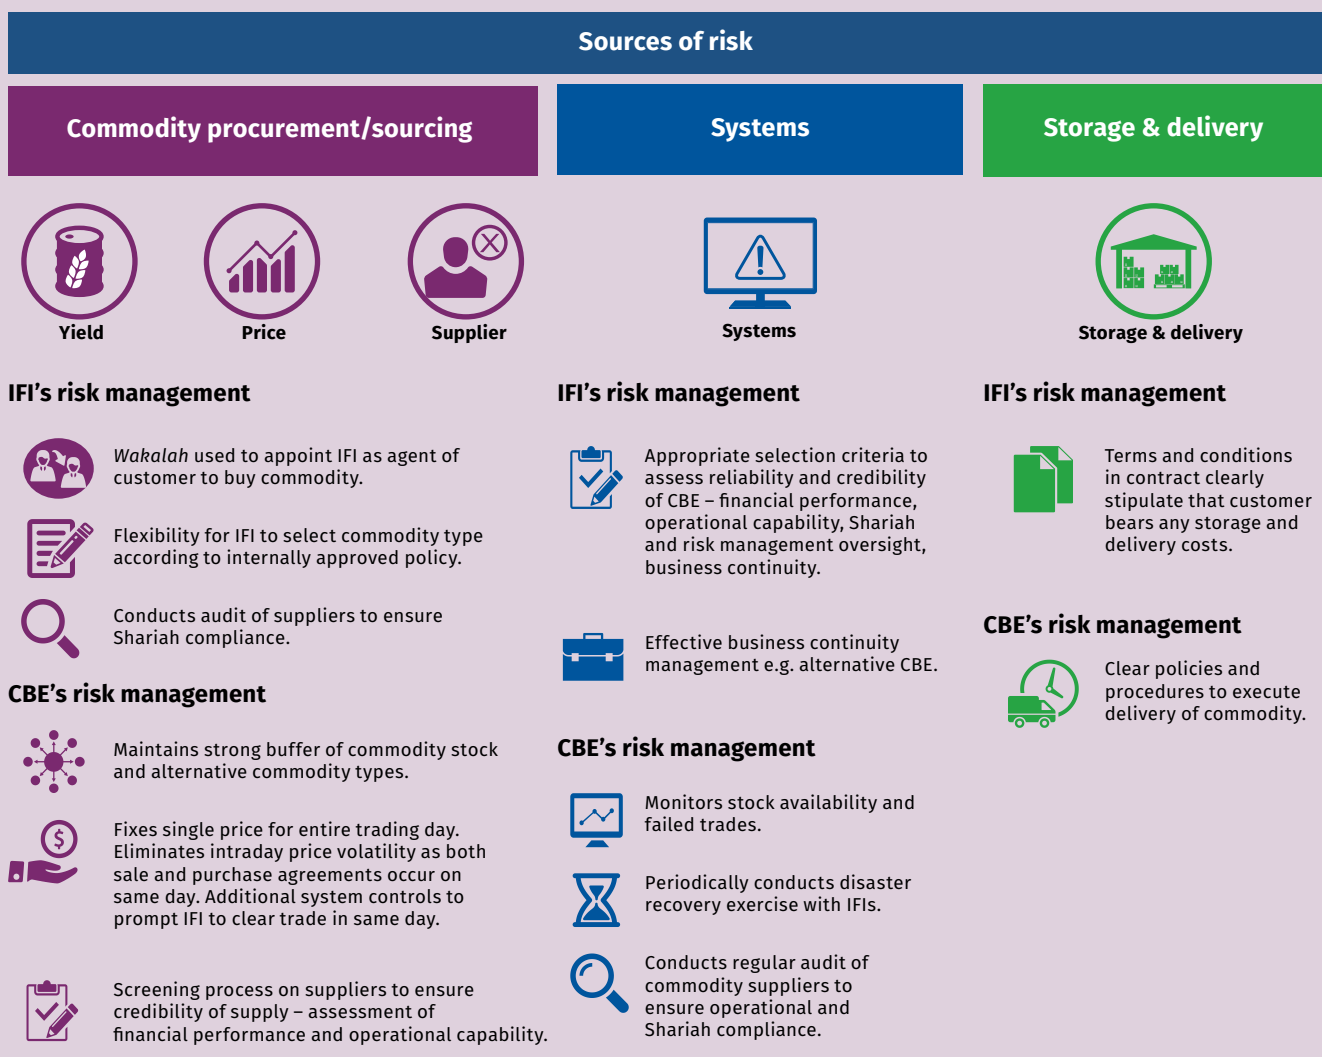 Sources of risk
Commodity procurement/sourcing
Yield
Price
Supplier
IFI’s risk management
Wakalah used to appoint IFI as agent of
customer to buy commodity.
Flexibility for IFI to select commodity type
according to internally approved policy.
Conducts audit of suppliers to ensure
Shariah compliance.
CBE’s risk management
Maintains strong buffer of commodity stock
and alternative commodity types.
$
Fixes single price for entire trading day.
Eliminates intraday price volatility as both
sale and purchase agreements occur on
same day. Additional system controls to
prompt IFI to clear trade in same day.
Screening process on suppliers to ensure
credibility of supply – assessment of
financial performance and operational capability.
Systems
Systems
IFI’s risk management
Appropriate selection criteria to
assess reliability and credibility
of CBE – financial performance,
operational capability, Shariah
and risk management oversight,
business continuity.
Effective business continuity
management e.g. alternative CBE.
CBE’s risk management
Monitors stock availability and
failed trades.
Periodically conducts disaster
recovery exercise with IFIs.
Conducts regular audit of
commodity suppliers to
ensure operational and
Shariah compliance.
Storage & delivery
Storage & delivery
IFI’s risk management
Terms and conditions
in contract clearly
stipulate that customer
bears any storage and
delivery costs.
CBE’s risk management
Clear policies and
procedures to execute
delivery of commodity.